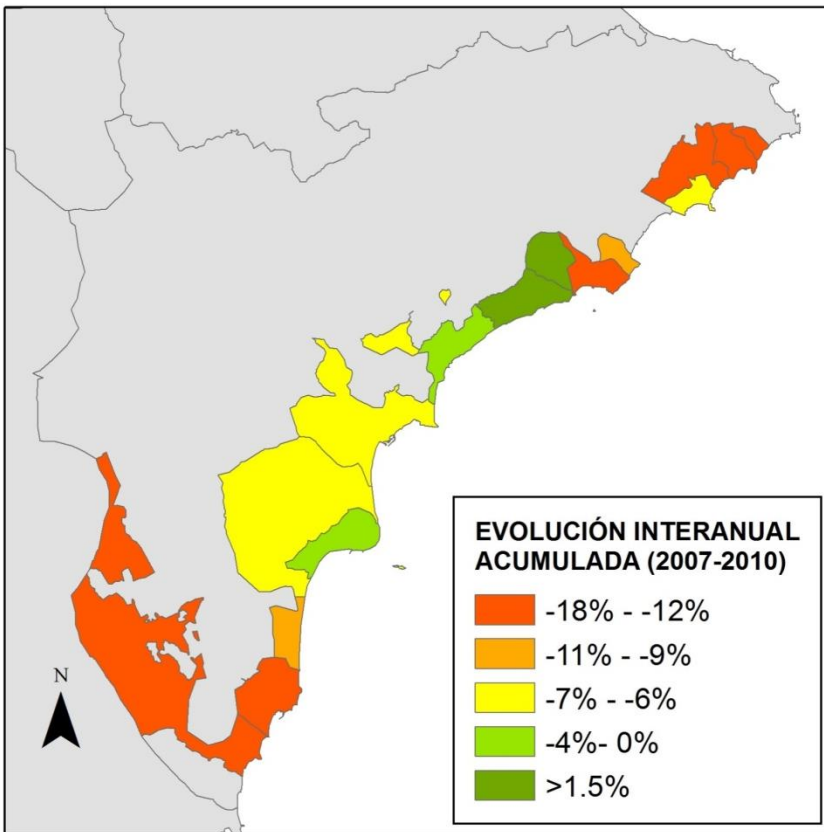 EVOLUCIÓN INTERANUAL
ACUMULADA (2007-2010)
-18% - -12%
-11% - -9%
-7% - -6%
-4%- 0%
>1.5%
N